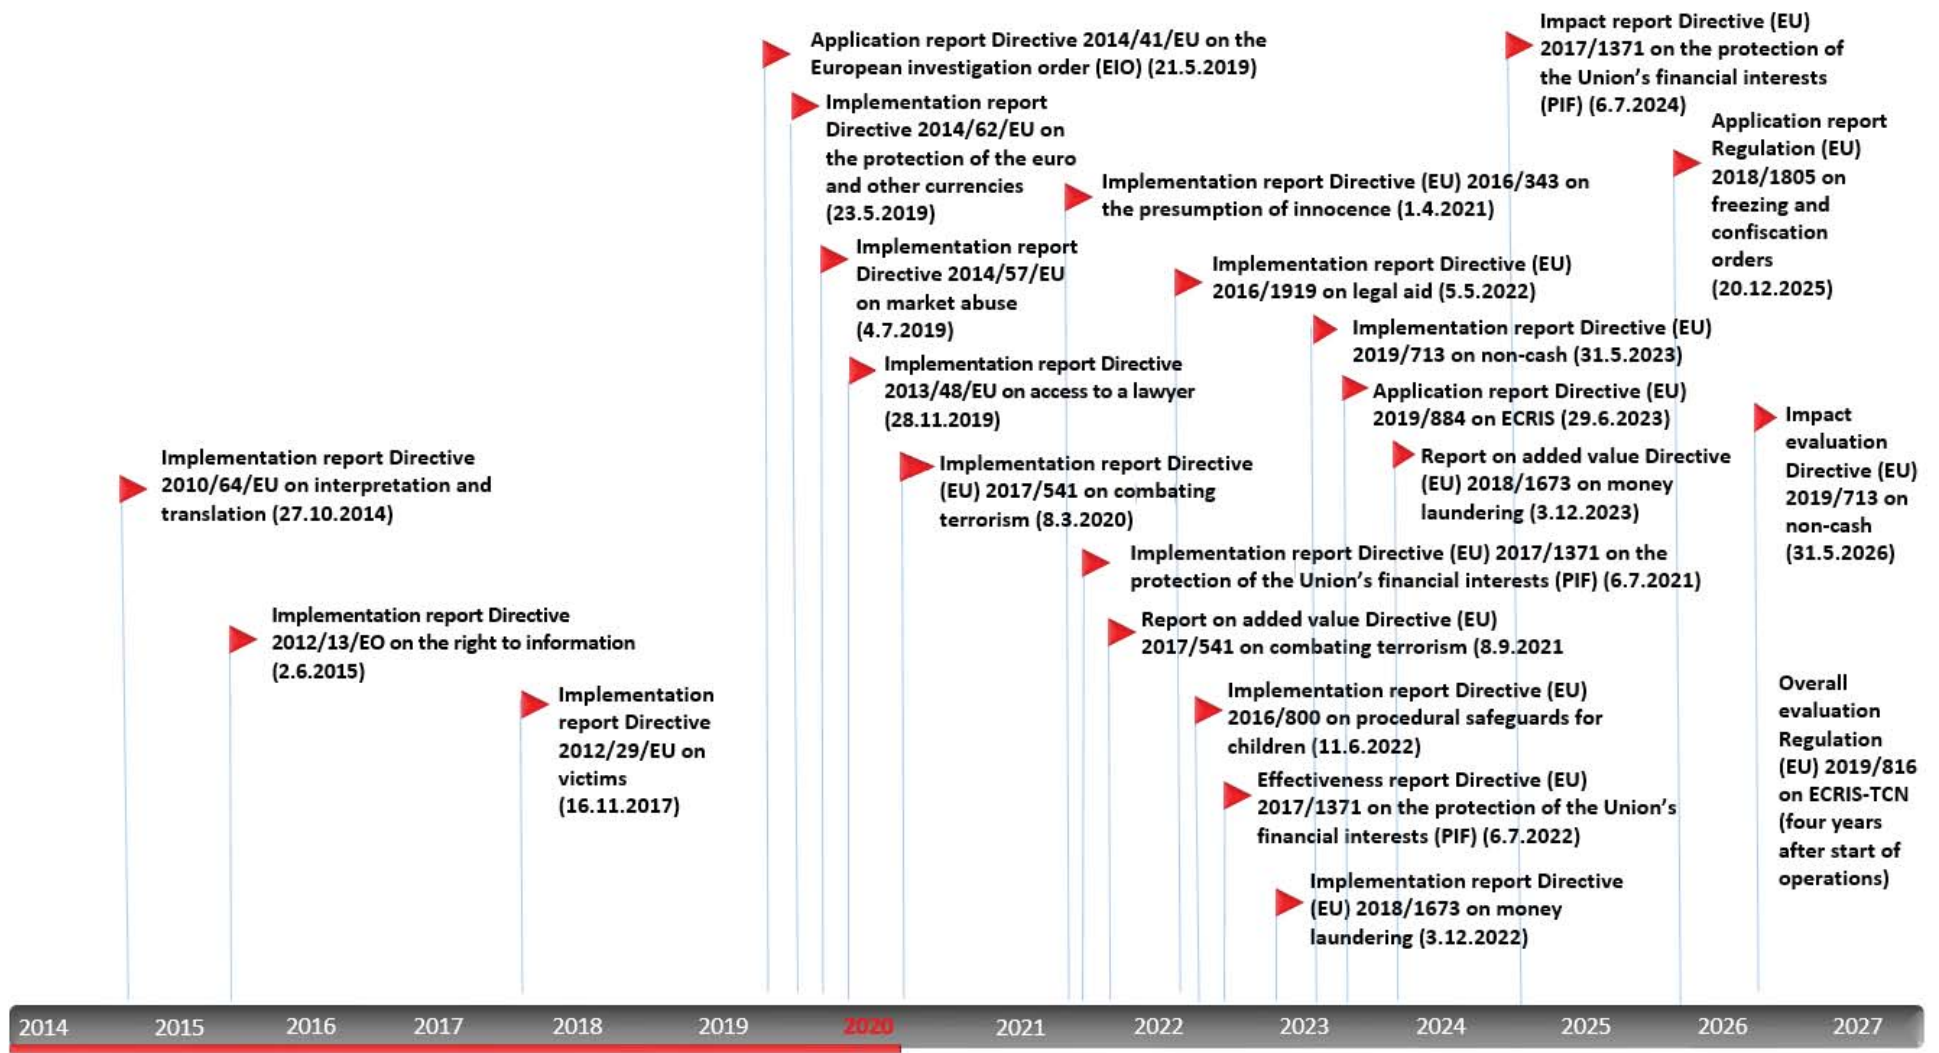 Application report Directive 2014/41/EU on the
European investigation order (EIO) (21.5.2019)
Implementation report
Directive 2014/62/EU on
the protection of the euro
and other currencies
(23.5.2019)
Implementation report
Directive 2014/57/EU
on market abuse
(4.7.2019)
Implementation report Directive
2013/48/EU on access to a lawyer
(28.11.2019)
Implementation report Directive
(EU) 2017/541 on combating
terrorism (8.3.2020)
Implementation report Directive
2010/64/EU on interpretation and
translation (27.10.2014)
Implementation report Directive
2012/13/EO on the right to information
(2.6.2015)
Implementation
report Directive
2012/29/EU on
victims
(16.11.2017)
Impact report Directive (EU)
2017/1371 on the protection of
the Union's financial interests
(PIF) (6.7.2024)
Application report
Regulation (EU)
2018/1805 on
freezing and
confiscation
orders
(20.12.2025)
Implementation report Directive (EU) 2016/343 on
the presumption of innocence (1.4.2021)
Implementation report Directive (EU)
2016/1919 on legal aid (5.5.2022)
Implementation report Directive (EU)
2019/713 on non-cash (31.5.2023)
Application report Directive (EU)
2019/884 on ECRIS (29.6.2023)
Report on added value Directive
(EU) 2018/1673 on money
laundering (3.12.2023)
Impact
evaluation
Directive (EU)
2019/713 on
non-cash
(31.5.2026)
Implementation report Directive (EU) 2017/1371 on the
protection of the Union's financial interests (PIF) (6.7.2021)
Report on added value Directive (EU)
2017/541 on combating terrorism (8.9.2021
Implementation report Directive (EU)
2016/800 on procedural safeguards for
children (11.6.2022)
Effectiveness report Directive (EU)
2017/1371 on the protection of the Union's
financial interests (PIF) (6.7.2022)
Implementation report Directive
(EU) 2018/1673 on money
laundering (3.12.2022)
Overall
evaluation
Regulation
(EU) 2019/816
on ECRIS-TCN
(four years
after start of
operations)
2014 2015 2016 2017 2018 2019 2020 2021 2022 2023 2024 2025 2026 2027